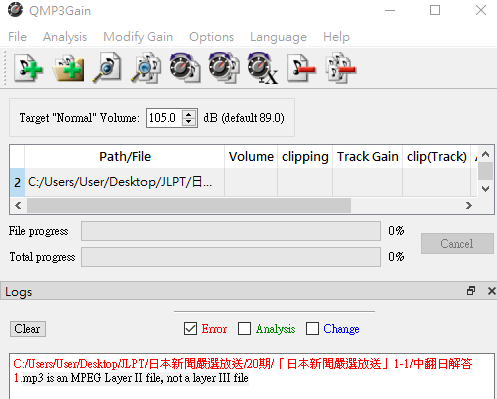 QMP3Gain
File Analysis Modify Gain Options Language Help
Target "Normal" Volume: 105.0 dB (default 89.0)
Path/File Volume clipping Track Gain clip(Track)
2 C:/Users/User/Desktop/JLPT/日...
File progress 0%
Total progress 0%
Cancel
Logs
Clear Error Analysis Change
C:/Users/User/Desktop/JLPT/日本新聞嚴選放送/20期/「日本新聞嚴選放送」1-1/中翻日解答
1.mp3 is an MPEG Layer II file, not a layer III file